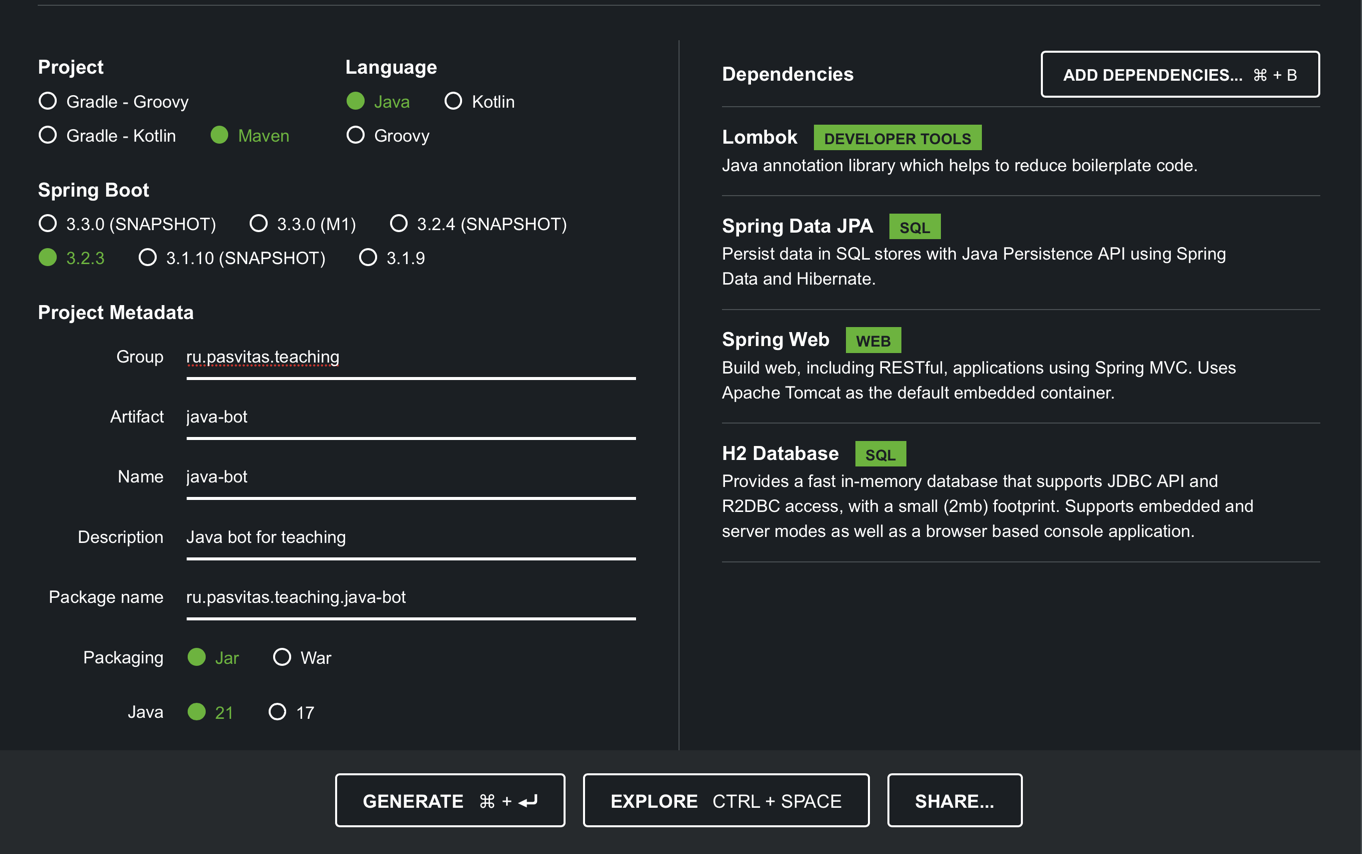 Project
Gradle - Groovy
Gradle - Kotlin Maven
Language
Java Kotlin
Groovy
Spring Boot
3.3.0 (SNAPSHOT) 3.3.0 (M1) 3.2.4 (SNAPSHOT)
3.2.3 3.1.10 (SNAPSHOT) 3.1.9
Project Metadata
Group ru.pasvitas.teaching
Artifact java-bot
Name java-bot
Description Java bot for teaching
Package name ru.pasvitas.teaching.java-bot
Packaging Jar War
Java 21 17
Dependencies ADD DEPENDENCIES... ⌘ + B
Lombok DEVELOPER TOOLS
Java annotation library which helps to reduce boilerplate code.
Spring Data JPA SQL
Persist data in SQL stores with Java Persistence API using Spring
Data and Hibernate.
Spring Web WEB
Build web, including RESTful, applications using Spring MVC. Uses
Apache Tomcat as the default embedded container.
H2 Database SQL
Provides a fast in-memory database that supports JDBC API and
R2DBC access, with a small (2mb) footprint. Supports embedded and
server modes as well as a browser based console application.
GENERATE ⌘ + ⏎ EXPLORE CTRL + SPACE SHARE...